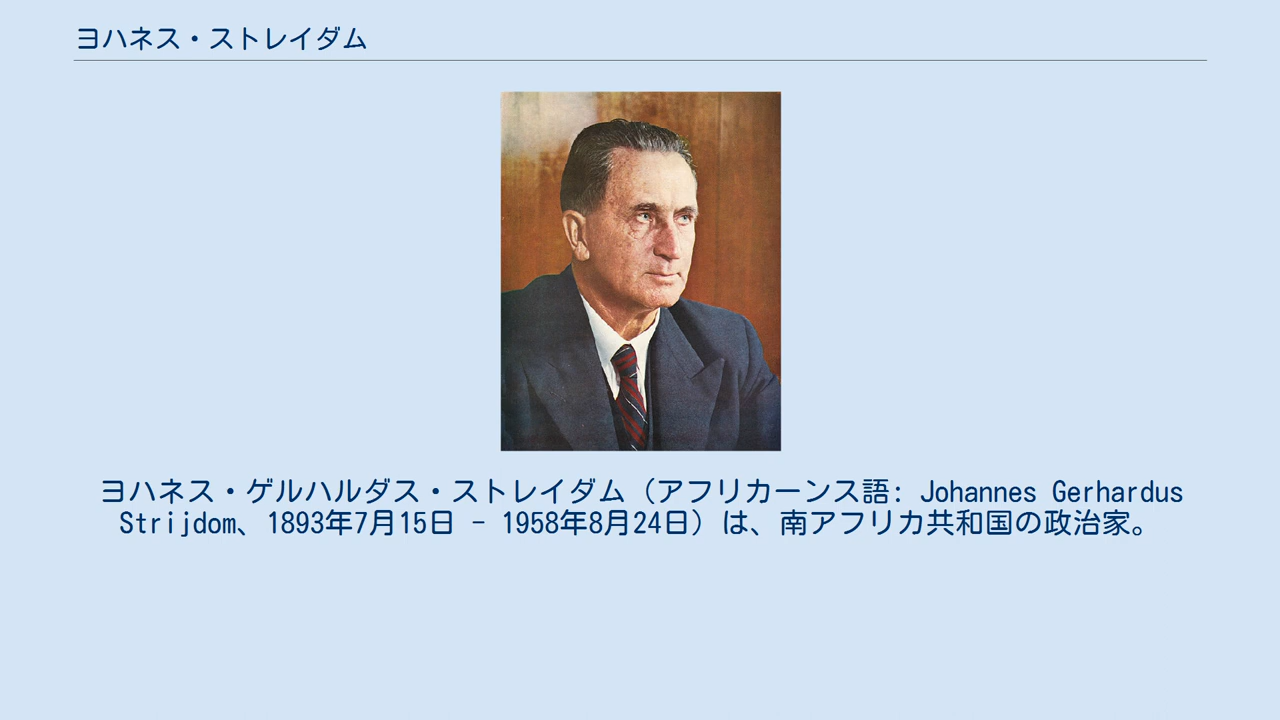 ヨハネス・ストレイダム
ヨハネス・ゲルハルダス・ストレイダム（アフリカーンス語: Johannes Gerhardus
Strijdom、1893年7月15日 - 1958年8月24日）は、南アフリカ共和国の政治家。